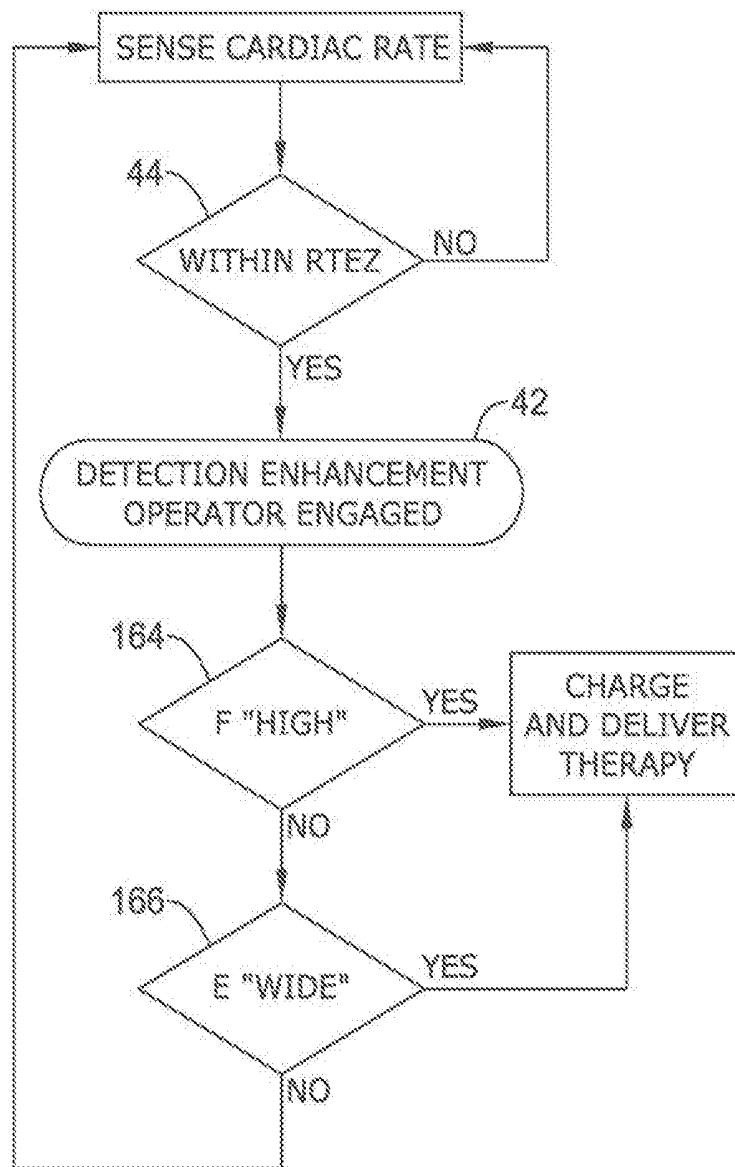 SENSE CARDIAC RATE
44
WITHIN RTEZ
NO
YES
42
DETECTION ENHANCEMENT
OPERATOR ENGAGED
164
F "HIGH"
YES
CHARGE
AND DELIVER
THERAPY
NO
166
E "WIDE"
YES
NO